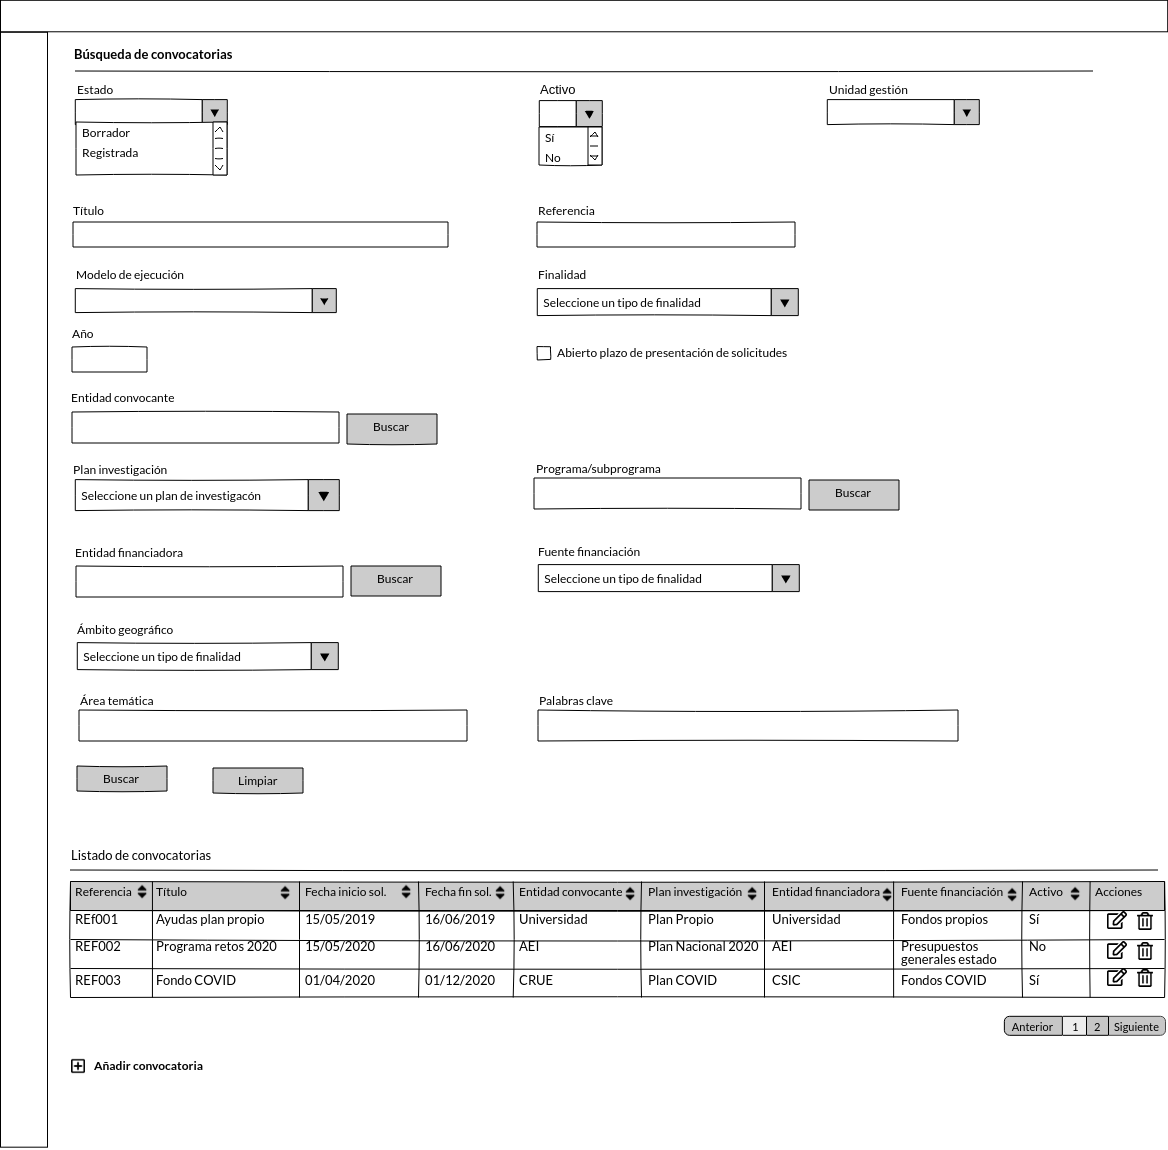 Búsqueda de convocatorias
Estado
Activo
Unidad gestión
Borrador
Registrada
Sí
No
Título
Referencia
Modelo de ejecución
Finalidad
Seleccione un tipo de finalidad
Año
Abierto plazo de presentación de solicitudes
Entidad convocante
Buscar
Plan investigación
Programa/subprograma
Seleccione un plan de investigacón
Buscar
Entidad financiadora
Fuente financiación
Buscar
Seleccione un tipo de finalidad
Ámbito geográfico
Seleccione un tipo de finalidad
Área temática
Palabras clave
Buscar
Limpiar
Listado de convocatorias
Referencia Título Fecha inicio sol. Fecha fin sol. Entidad convocante Plan investigación Entidad financiadora Fuente financiación Activo Acciones
REf001 Ayudas plan propio 15/05/2019 16/06/2019 Universidad Plan Propio Universidad Fondos propios Sí
REF002 Programa retos 2020 15/05/2020 16/06/2020 AEI Plan Nacional 2020 AEI Presupuestos No
generales estado
REF003 Fondo COVID 01/04/2020 01/12/2020 CRUE Plan COVID CSIC Fondos COVID Sí
Anterior 1 2 Siguiente
Añadir convocatoria